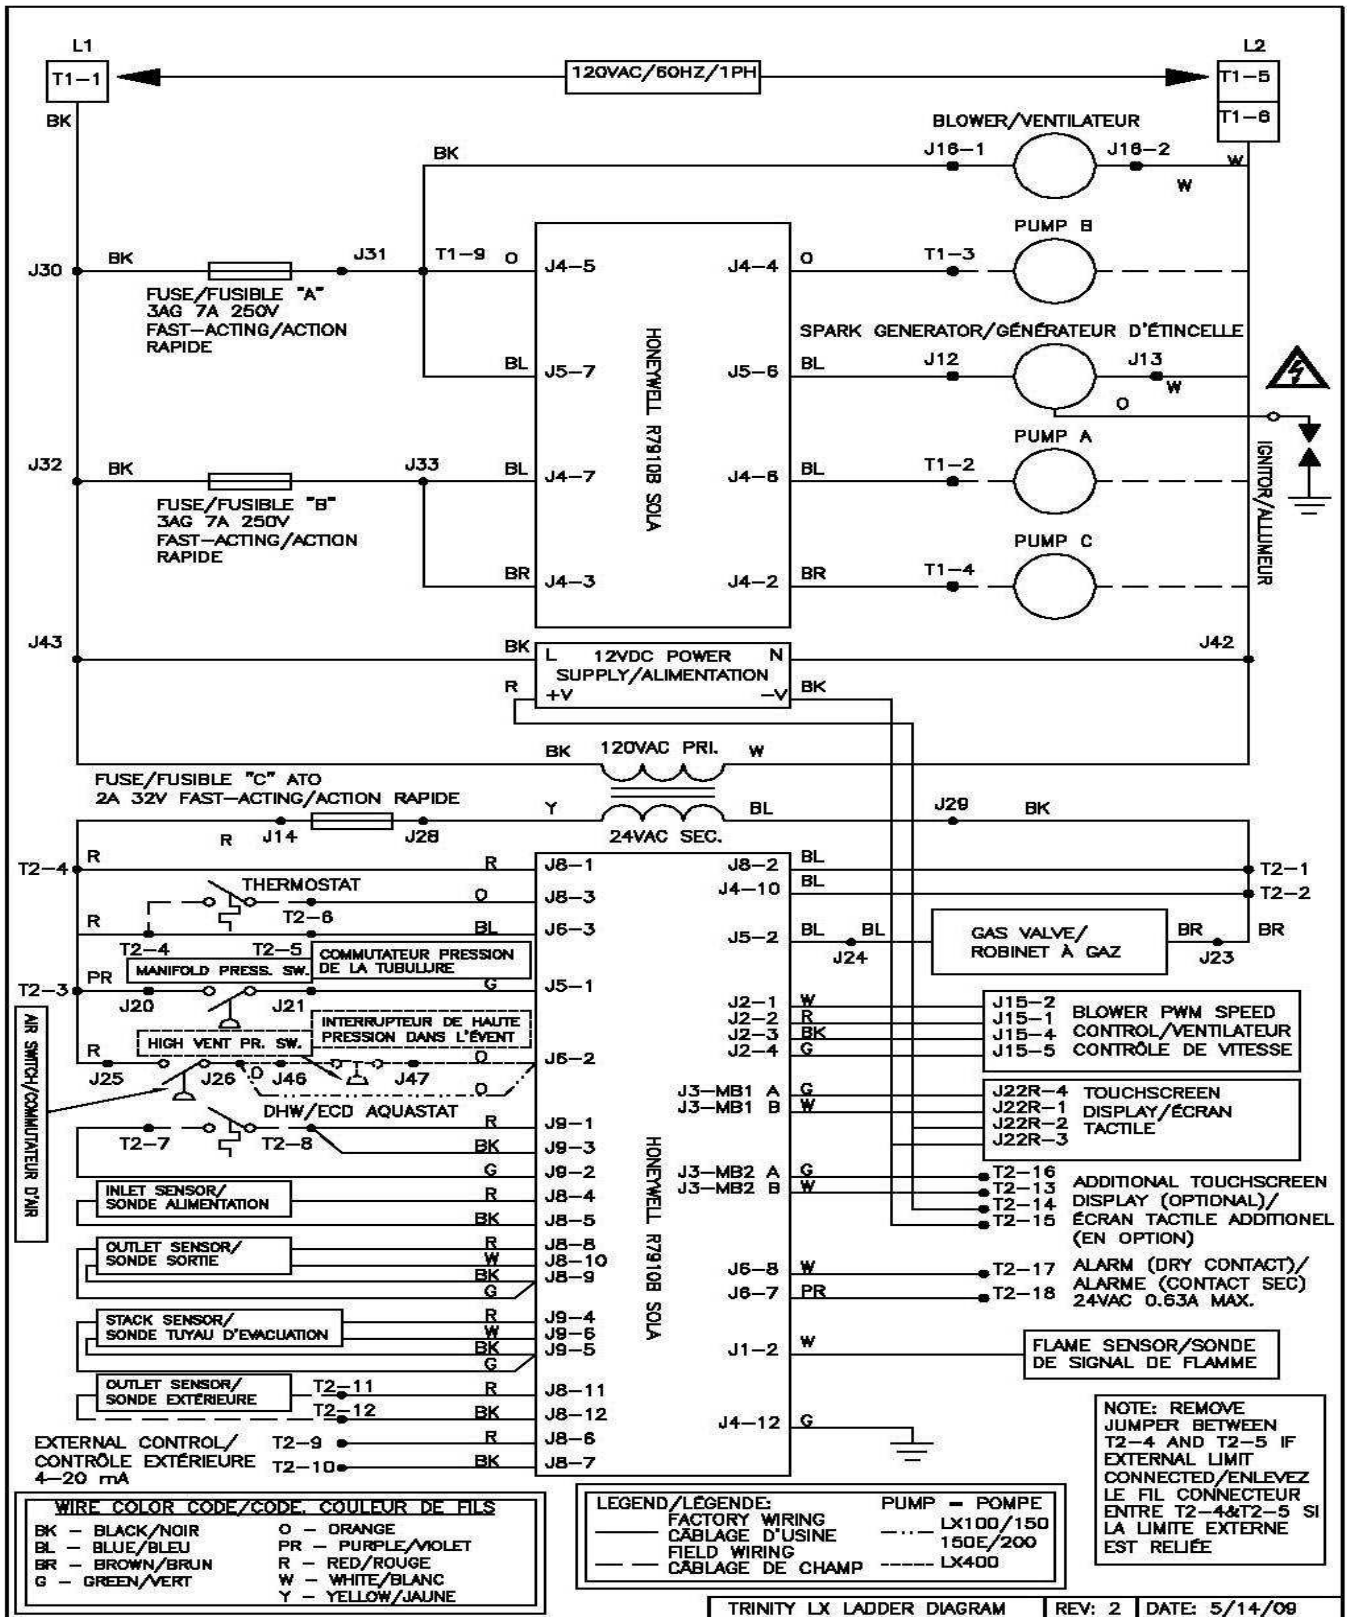 L1
L2
T1-1
120VAC/60HZ/1PH
T1-5
T1-6
BK
BLOWER/VENTILATEUR
BK
J16-1
J16-2
W
W
PUMP B
J30
BK
J31
T1-9
O
J4-5
J4-4
O
T1-3
FUSE/FUSIBLE "A"
3AG 7A 250V
FAST-ACTING/ACTION
RAPIDE
SPARK GENERATOR/GÉNÉRATEUR D'ÉTINCELLE
BL
J5-7
J5-6
BL
J12
J13
W
O
HONEYWELL R7910B SOLA
PUMP A
J32
BK
J33
BL
J4-7
J4-6
BL
T1-2
IGNITOR/ALLUMEUR
FUSE/FUSIBLE "B"
3AG 7A 250V
FAST-ACTING/ACTION
RAPIDE
PUMP C
BR
J4-3
J4-2
BR
T1-4
J43
BK
L
12VDC POWER
N
J42
SUPPLY/ALIMENTATION
R
+V
-V
BK
BK
120VAC PRI.
W
FUSE/FUSIBLE "C" ATO
2A 32V FAST-ACTING/ACTION RAPIDE
Y
BL
J29
BK
R
J14
J28
24VAC SEC.
T2-4
R
R
J8-1
J8-2
BL
T2-1
THERMOSTAT
O
J8-3
J4-10
BL
T2-2
T2-6
R
BL
J6-3
J5-2
BL
BL
GAS VALVE/
ROBINET À GAZ
BR
BR
T2-4
T2-5
J24
J23
MANIFOLD PRESS. SW.
COMMUTATEUR PRESSION
DE LA TUBULURE
T2-3
PR
J20
J21
G
J5-1
J2-1
W
J15-2
J2-2
R
J15-1
J2-3
BK
J15-4
J2-4
G
J15-5
BLOWER PWM SPEED
CONTROL/VENTILATEUR
CONTRÔLE DE VITESSE
AIR SWITCH/COMMUTATEUR D'AIR
HIGH VENT PR. SW.
INTERRUPTEUR DE HAUTE
PRESSION DANS L'ÉVENT
R
J25
J26
O
J46
J47
O
J6-2
O
J3-MB1 A
G
J22R-4
J3-MB1 B
W
J22R-1
J22R-2
J22R-3
TOUCHSCREEN
DISPLAY/ÉCRAN
TACTILE
DHW/ECD AQUASTAT
T2-7
T2-8
R
J9-1
BK
J9-3
G
J9-2
HONEYWELL R7910B SOLA
J3-MB2 A
G
T2-16
J3-MB2 B
W
T2-13
T2-14
T2-15
ADDITIONAL TOUCHSCREEN
DISPLAY (OPTIONAL)/
ÉCRAN TACTILE ADDITIONEL
(EN OPTION)
INLET SENSOR/
SONDE ALIMENTATION
R
J8-4
BK
J8-5
OUTLET SENSOR/
SONDE SORTIE
R
J8-8
W
J8-10
BK
J8-9
G
J6-8
W
T2-17
J6-7
PR
T2-18
ALARM (DRY CONTACT)/
ALARME (CONTACT SEC)
24VAC 0.63A MAX.
STACK SENSOR/
SONDE TUYAU D'EVACUATION
R
J9-4
W
J9-6
BK
J9-5
G
J1-2
W
FLAME SENSOR/SONDE
DE SIGNAL DE FLAMME
OUTLET SENSOR/
SONDE EXTÉRIEURE
T2-11
R
J8-11
T2-12
BK
J8-12
J4-12
G
EXTERNAL CONTROL/
CONTRÔLE EXTÉRIEURE
4-20 mA
T2-9
R
J8-6
T2-10
BK
J8-7
NOTE: REMOVE
JUMPER BETWEEN
T2-4 AND T2-5 IF
EXTERNAL LIMIT
CONNECTED/ENLEVEZ
LE FIL CONNECTEUR
ENTRE T2-4&T2-5 SI
LA LIMITE EXTERNE
EST RELIÉE
WIRE COLOR CODE/CODE. COULEUR DE FILS
BK - BLACK/NOIR
BL - BLUE/BLEU
BR - BROWN/BRUN
G - GREEN/VERT
O - ORANGE
PR - PURPLE/VIOLET
R - RED/ROUGE
W - WHITE/BLANC
Y - YELLOW/JAUNE
LEGEND/LÉGENDE:
PUMP = POMPE
FACTORY WIRING
CÂBLAGE D'USINE
FIELD WIRING
CÂBLAGE DE CHAMP
LX100/150
150E/200
LX400
TRINITY LX LADDER DIAGRAM
REV: 2
DATE: 5/14/09